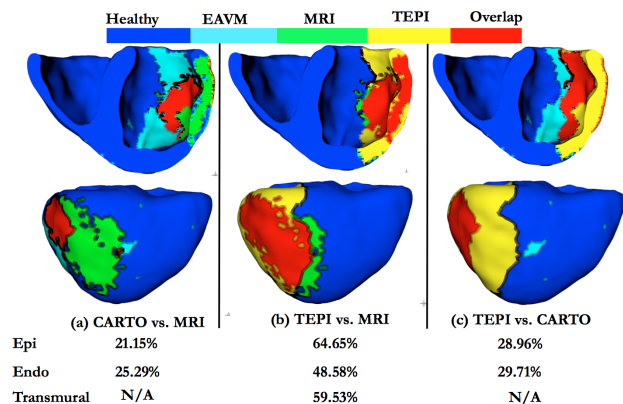 Healthy EAVM MRI TEPI Overlap
(a) CARTO vs. MRI (b) TEPI vs. MRI (c) TEPI vs. CARTO
Epi 21.15% 64.65% 28.96%
Endo 25.29% 48.58% 29.71%
Transmural N/A 59.53% N/A